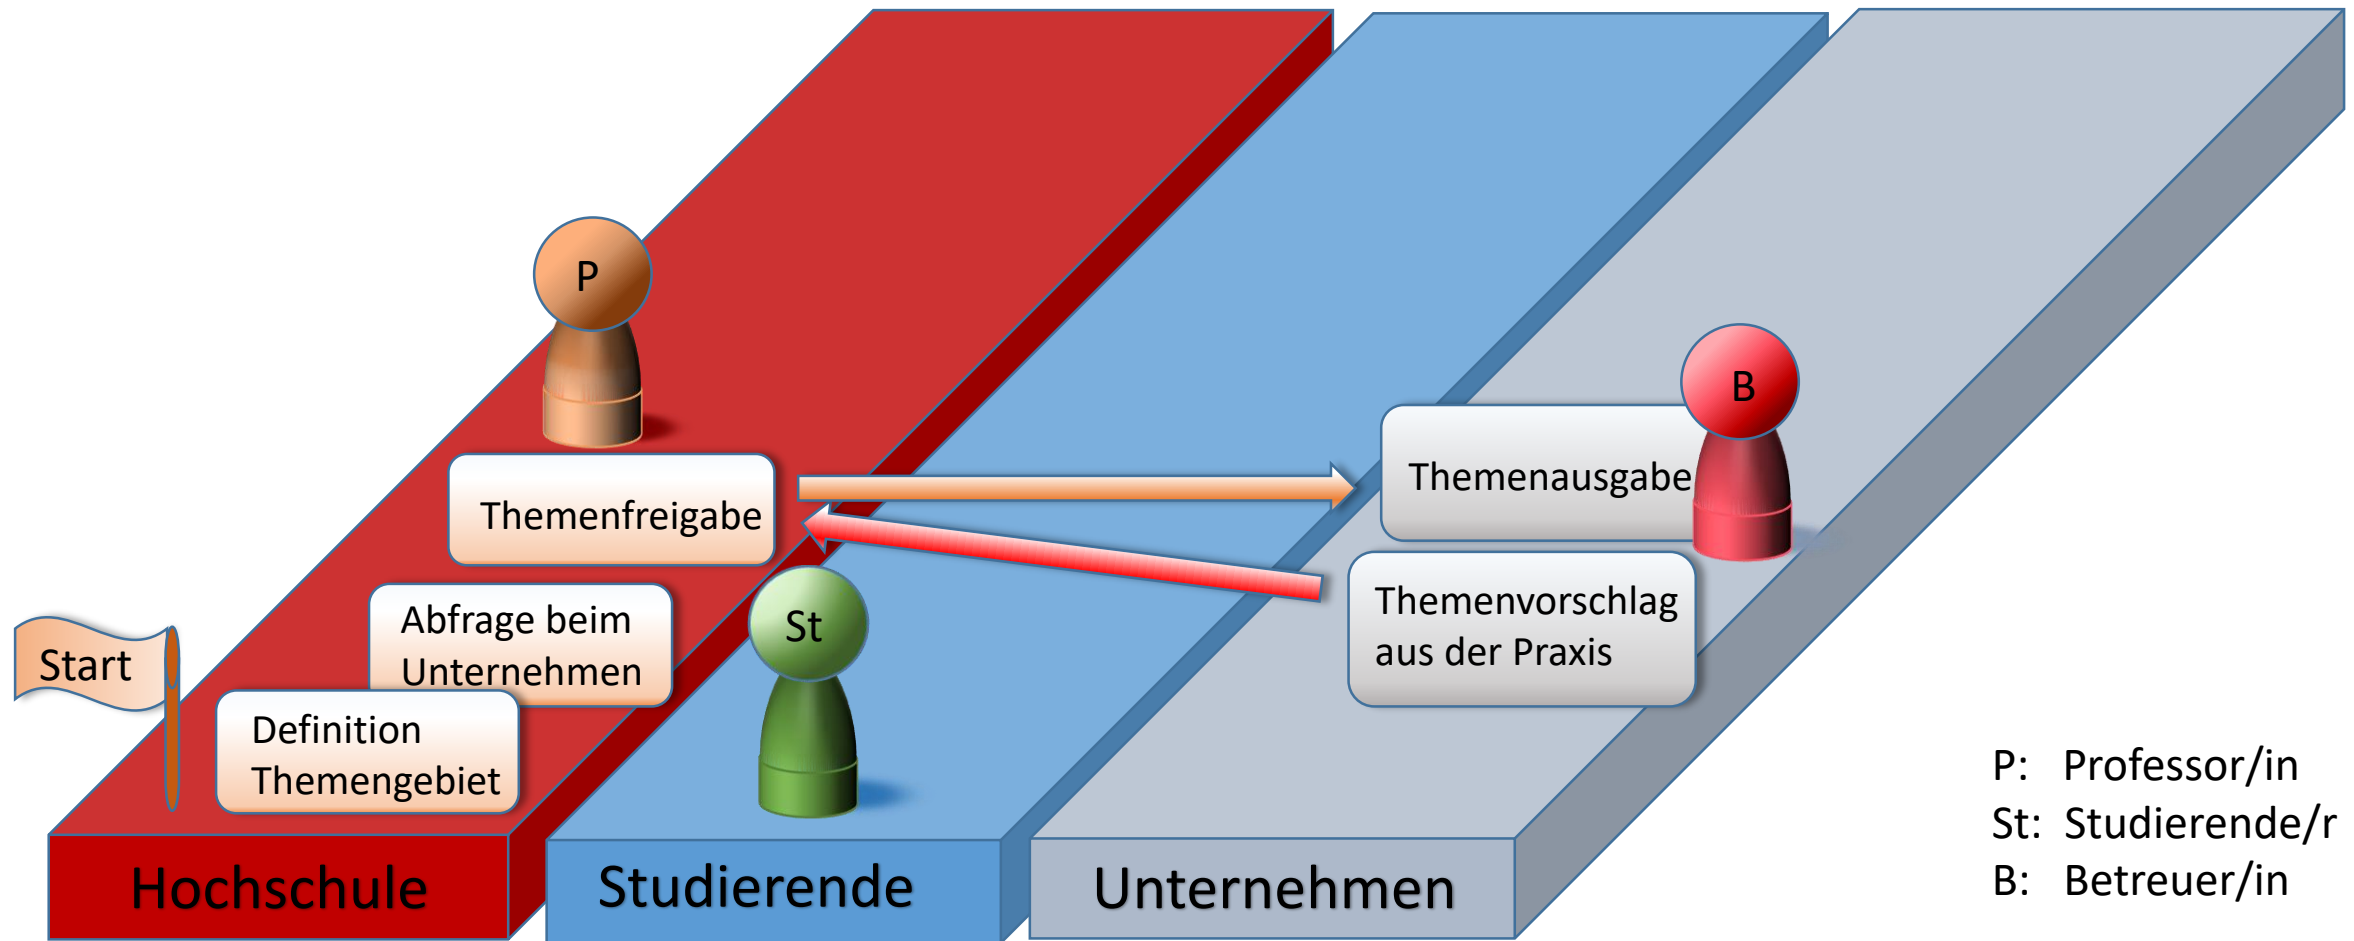 P
B
Themenausgabe
Themenfreigabe
Themenvorschlag
aus der Praxis
Abfrage beim
Unternehmen
St
Start
Definition
Themengebiet
P: Professor/in
St: Studierende/r
B: Betreuer/in
Hochschule
Studierende
Unternehmen